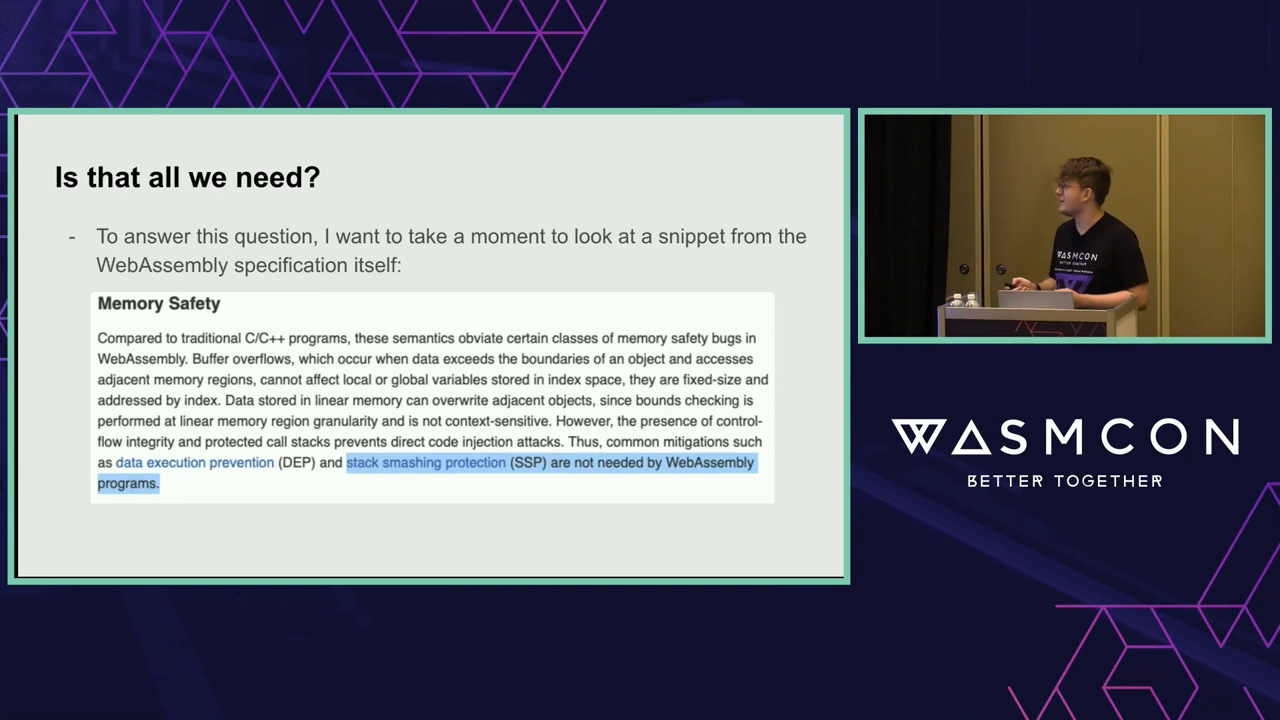 Is that all we need?
- To answer this question, I want to take a moment to look at a snippet from the
WebAssembly specification itself:
Memory Safety
Compared to traditional C/C++ programs, these semantics obviate certain classes of memory safety bugs in
WebAssembly. Buffer overflows, which occur when data exceeds the boundaries of an object and accesses
adjacent memory regions, cannot affect local or global variables stored in index space, they are fixed-size and
addressed by index. Data stored in linear memory can overwrite adjacent objects, since bounds checking is
performed at linear memory region granularity and is not context-sensitive. However, the presence of control-
flow integrity and protected call stacks prevents direct code injection attacks. Thus, common mitigations such
as data execution prevention (DEP) and stack smashing protection (SSP) are not needed by WebAssembly
programs.
WASMCON
BETTER TOGETHER
WASMCON
BETTER TOGETHER